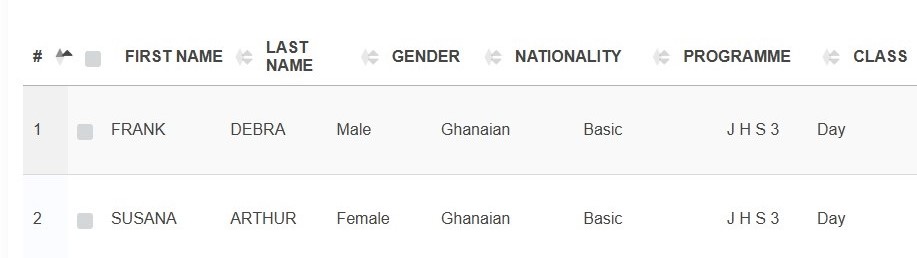 # FIRST NAME LAST NAME GENDER NATIONALITY PROGRAMME CLASS
1 FRANK DEBRA Male Ghanaian Basic J H S 3 Day
2 SUSANA ARTHUR Female Ghanaian Basic J H S 3 Day